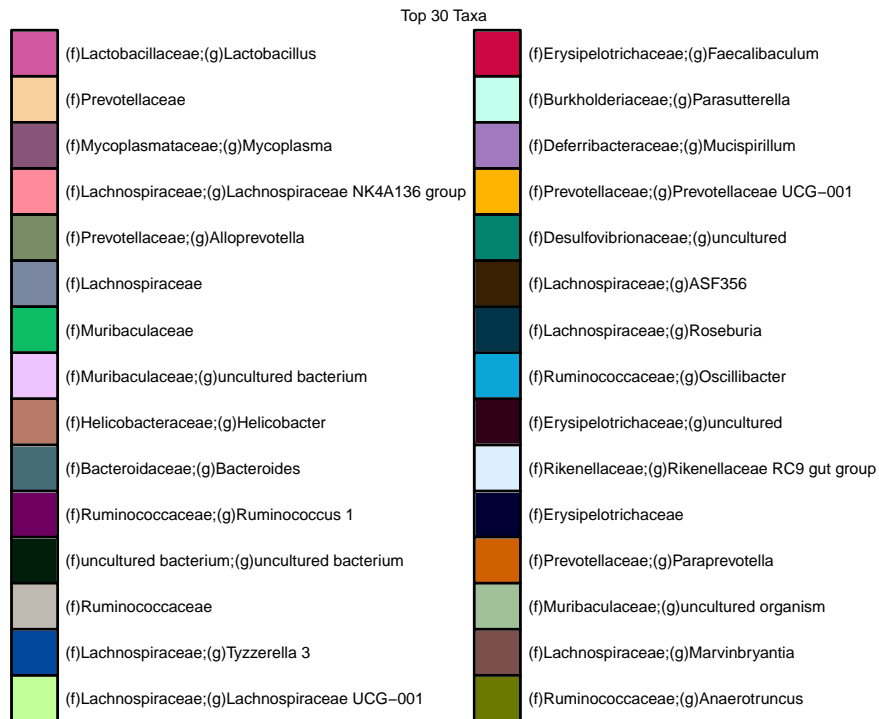 Top 30 Taxa
(f)Lactobacillaceae;(g)Lactobacillus
(f)Prevotellaceae
(f)Mycoplasmataceae;(g)Mycoplasma
(f)Lachnospiraceae;(g)Lachnospiraceae NK4A136 group
(f)Prevotellaceae;(g)Alloprevotella
(f)Lachnospiraceae
(f)Muribaculaceae
(f)Muribaculaceae;(g)uncultured bacterium
(f)Helicobacteraceae;(g)Helicobacter
(f)Bacteroidaceae;(g)Bacteroides
(f)Ruminococcaceae;(g)Ruminococcus 1
(f)uncultured bacterium;(g)uncultured bacterium
(f)Ruminococcaceae
(f)Lachnospiraceae;(g)Tyzzerella 3
(f)Lachnospiraceae;(g)Lachnospiraceae UCG−001
(f)Erysipelotrichaceae;(g)Faecalibaculum
(f)Burkholderiaceae;(g)Parasutterella
(f)Deferribacteraceae;(g)Mucispirillum
(f)Prevotellaceae;(g)Prevotellaceae UCG−001
(f)Desulfovibrionaceae;(g)uncultured
(f)Lachnospiraceae;(g)ASF356
(f)Lachnospiraceae;(g)Roseburia
(f)Ruminococcaceae;(g)Oscillibacter
(f)Erysipelotrichaceae;(g)uncultured
(f)Rikenellaceae;(g)Rikenellaceae RC9 gut group
(f)Erysipelotrichaceae
(f)Prevotellaceae;(g)Paraprevotella
(f)Muribaculaceae;(g)uncultured organism
(f)Lachnospiraceae;(g)Marvinbryantia
(f)Ruminococcaceae;(g)Anaerotruncus